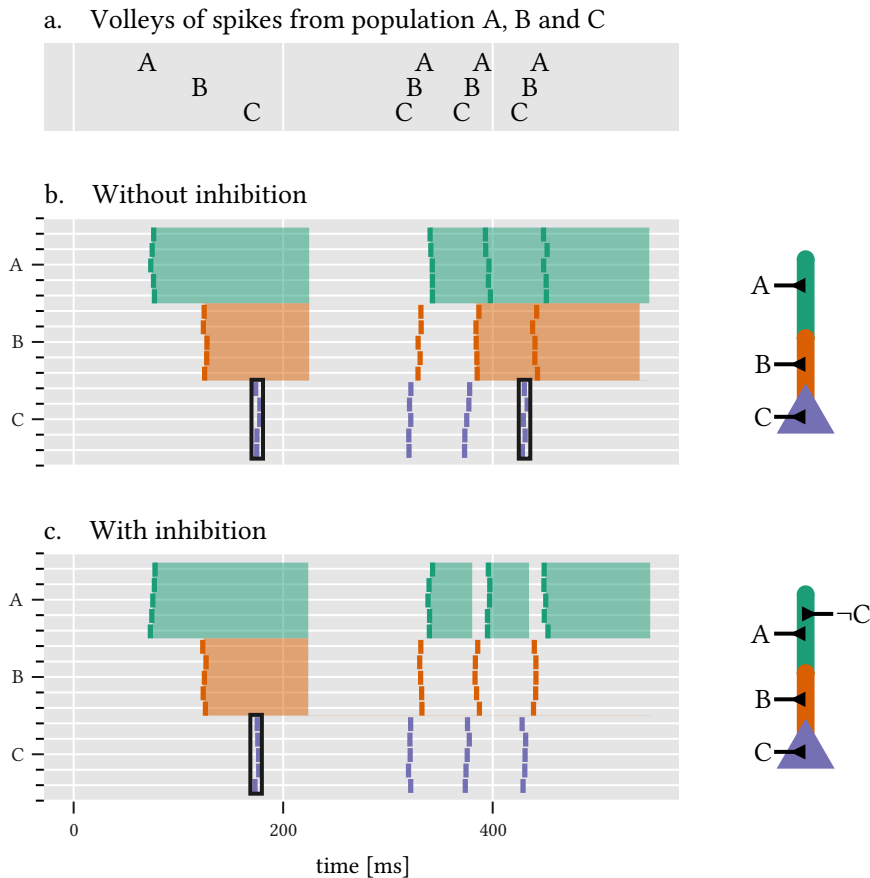 a. Volleys of spikes from population A, B and C
A A A A
B B B B
C C C C
b. Without inhibition
A
B
C
A
B
C
c. With inhibition
A
B
C
¬C
A
B
C
0 200 400
time [ms]